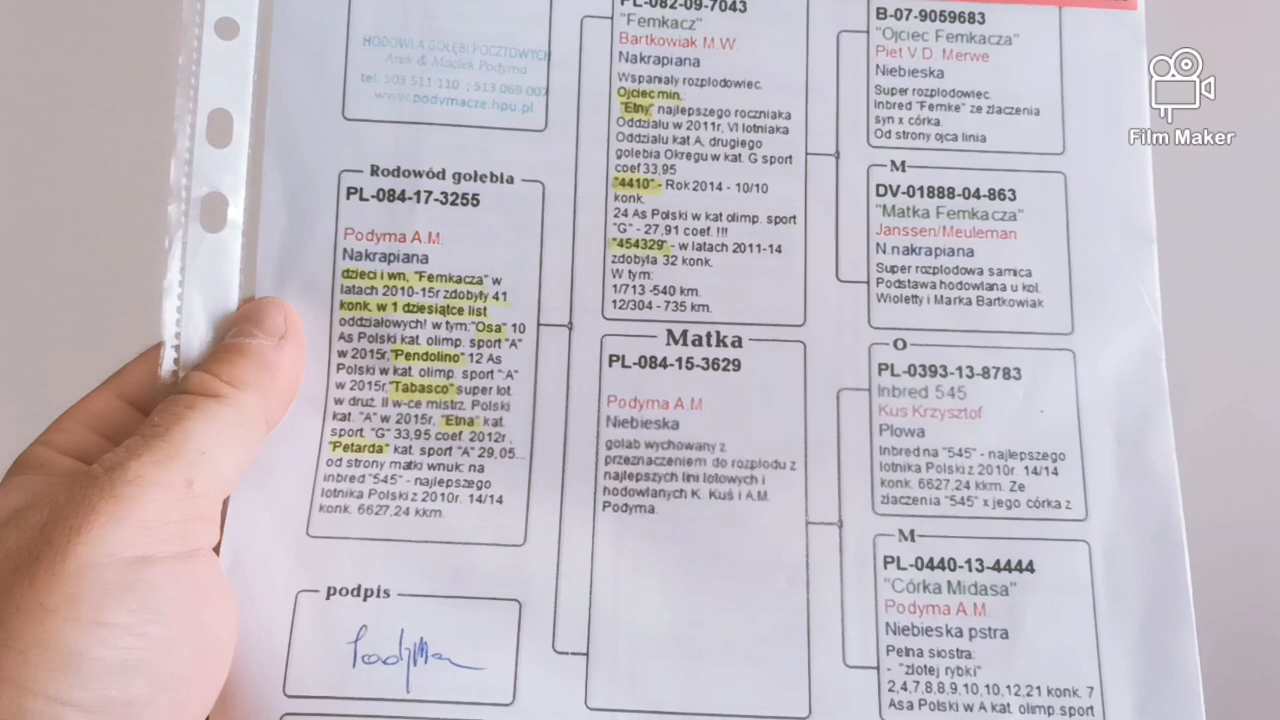 HODOWLA GOŁĘBI POCZTOWYCH
Arek & Maciek Podyma
tel. 503 511 110 ; 513 069 007
www.podymacze.hpu.pl
Rodowód gołębia
PL-084-17-3255
Podyma A.M.
Nakrapiana
dzieci i wn, "Femkacza" w
latach 2010-15r zdobyły 41
konk. w 1 dziesiątce list
oddziałowych! w tym:"Osa" 10
As Polski kat. olimp. sport "A"
w 2015r,"Pendolino" 12 As
Polski w kat. olimp. sport ":A"
w 2015r,"Tabasco" super lot.
w druż. II w-ce mistrz. Polski
kat. "A" w 2015r, "Etna" kat.
sport. "G" 33,95 coef. 2012r ,
"Petarda" kat. sport "A" 29,05...
od strony matki wnuk: na
inbred "545" - najlepszego
lotnika Polski z 2010r. 14/14
konk. 6627,24 kkm.
podpis
Podyma
PL-082-09-7043
"Femkacz"
Bartkowiak M.W.
Nakrapiana
Wspaniały rozpłodowiec.
Ojciec min.
"Etny" najlepszego roczniaka
Oddziału w 2011r, VI lotniaka
Oddziału kat A, drugiego
gołębia Okregu w kat. G sport
coef 33,95
"4410" - Rok 2014 - 10/10
konk.
24 As Polski w kat olimp. sport
"G" - 27,91 coef. !!!
"454329" - w latach 2011-14
zdobyła 32 konk.
W tym:
1/713 -540 km.
12/304 - 735 km.
Matka
PL-084-15-3629
Podyma A.M.
Niebieska
gołąb wychowany z
przeznaczeniem do rozpłodu z
najlepszych lini lotowych i
hodowlanych K. Kuś i A.M.
Podyma.
B-07-9059683
"Ojciec Femkacza"
Piet V.D. Merwe
Niebieska
Super rozpłodowiec.
Inbred "Femke" ze złaczenia
syn x córka.
Od strony ojca linia
M
DV-01888-04-863
"Matka Femkacza"
Janssen/Meuleman
N.nakrapiana
Super rozpłodowa samica
Podstawa hodowlana u kol.
Wioletty i Marka Bartkowiak
O
PL-0393-13-8783
Inbred 545
Kus Krzysztof
Płowa
Inbred na "545" - najlepszego
lotnika Polski z 2010r. 14/14
konk. 6627,24 kkm. Ze
złaczenia "545" x jego córka z
M
PL-0440-13-4444
"Córka Midasa"
Podyma A.M.
Niebieska pstra
Pełna siostra:
- "złotej rybki"
2,4,7,8,8,9,10,10,12,21 konk. 7
Asa Polski w A kat. olimp.sport
Film Maker